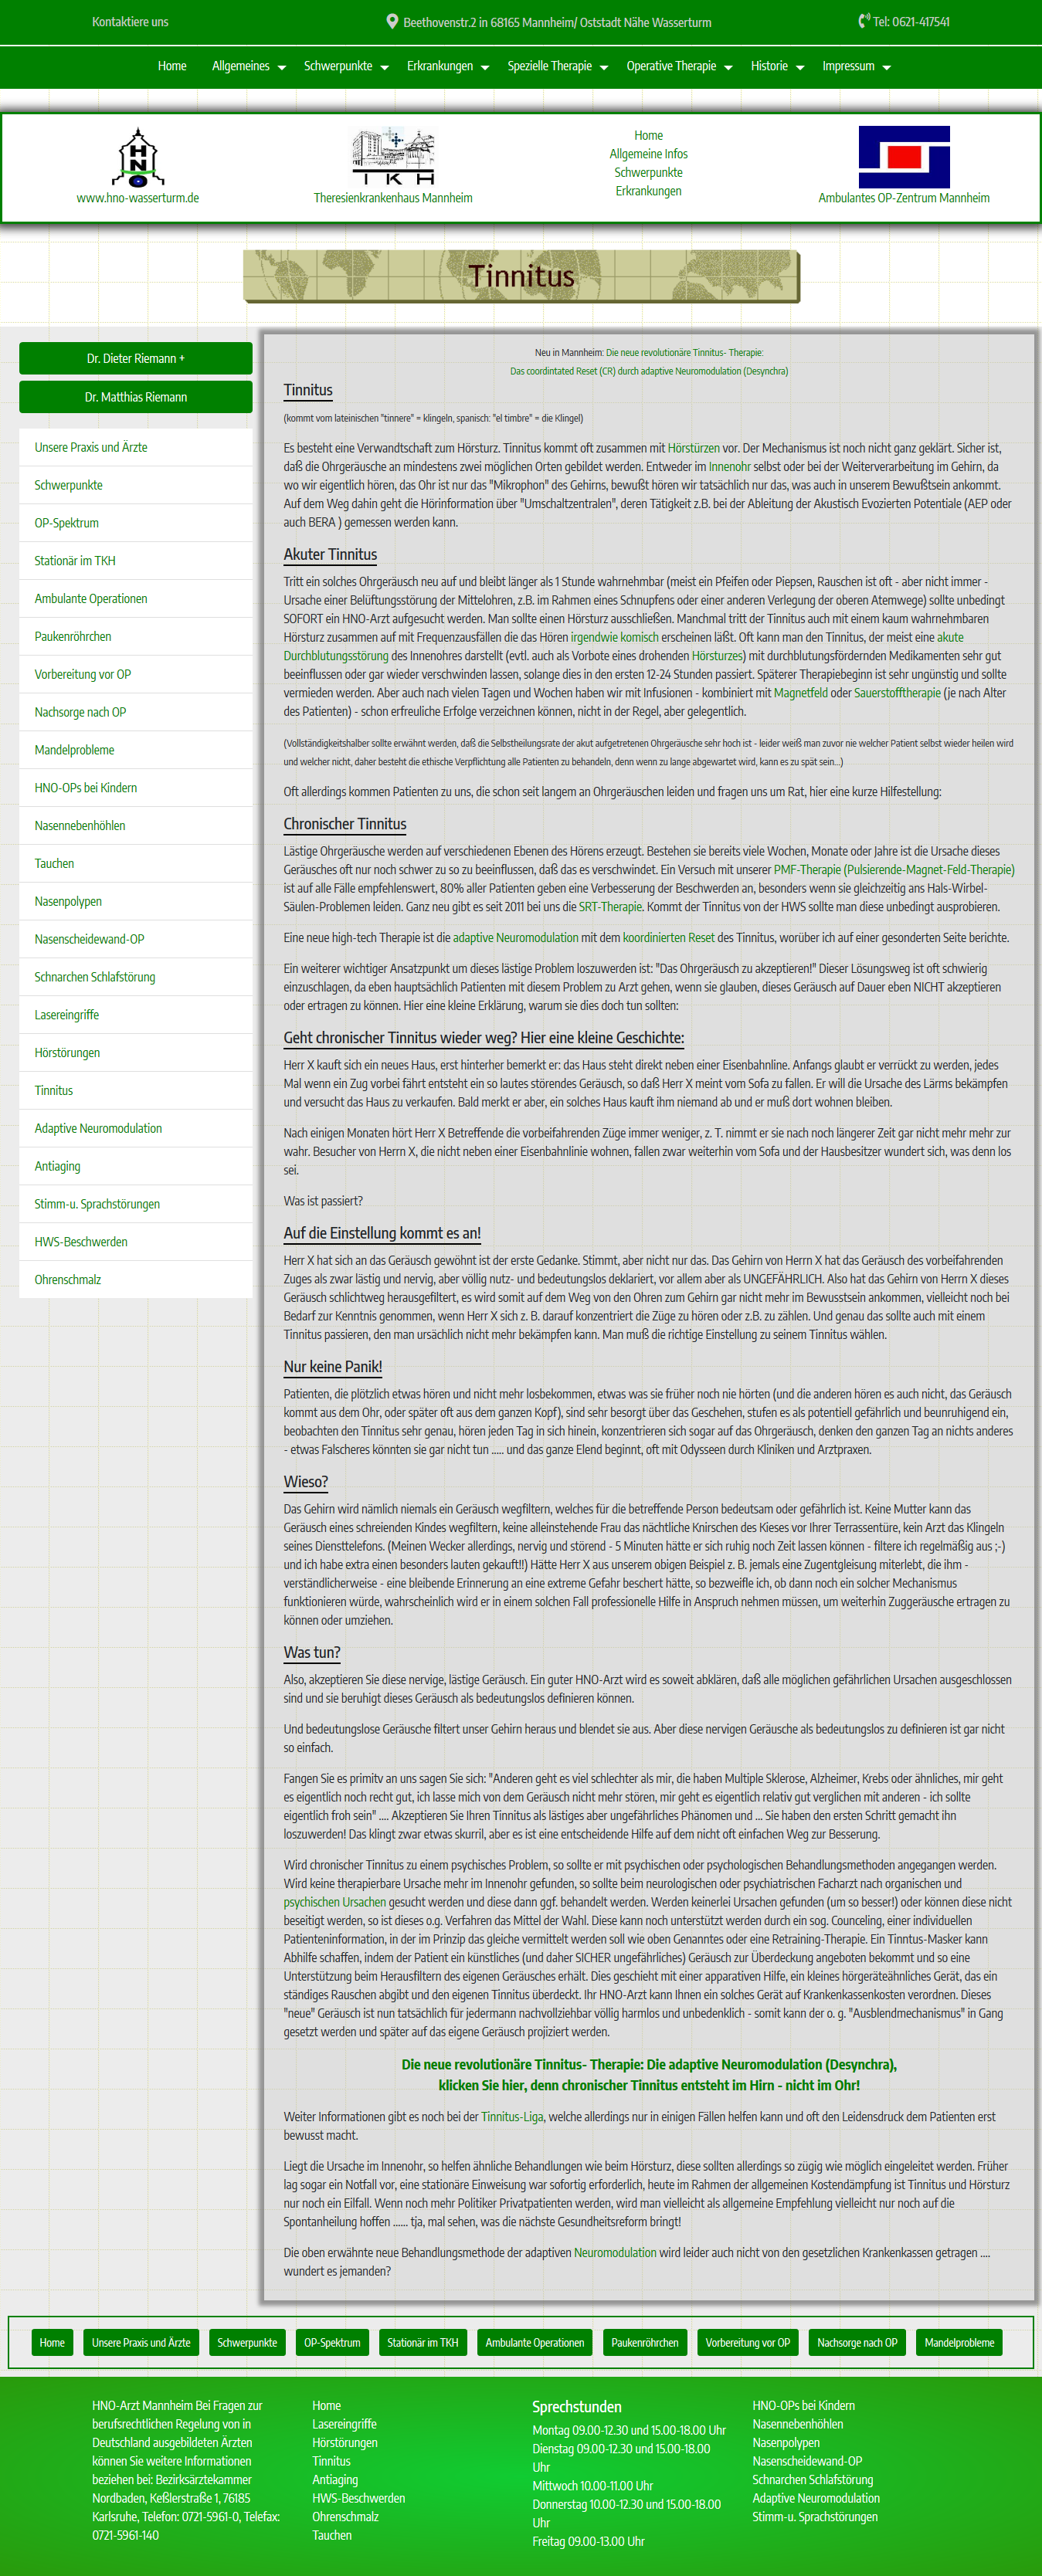 Kontaktiere uns
Beethovenstr.2 in 68165 Mannheim/ Oststadt Nähe Wasserturm
Tel: 0621-417541
Home
Allgemeines
Schwerpunkte
Erkrankungen
Spezielle Therapie
Operative Therapie
Historie
Impressum
HNO
www.hno-wasserturm.de
TKH
Theresienkrankenhaus Mannheim
Home
Allgemeine Infos
Schwerpunkte
Erkrankungen
Ambulantes OP-Zentrum Mannheim
Tinnitus
Dr. Dieter Riemann +
Dr. Matthias Riemann
Unsere Praxis und Ärzte
Schwerpunkte
OP-Spektrum
Stationär im TKH
Ambulante Operationen
Paukenröhrchen
Vorbereitung vor OP
Nachsorge nach OP
Mandelprobleme
HNO-OPs bei Kindern
Nasennebenhöhlen
Tauchen
Nasenpolypen
Nasenscheidewand-OP
Schnarchen Schlafstörung
Lasereingriffe
Hörstörungen
Tinnitus
Adaptive Neuromodulation
Antiaging
Stimm-u. Sprachstörungen
HWS-Beschwerden
Ohrenschmalz
Neu in Mannheim: Die neue revolutionäre Tinnitus- Therapie:
Das coordintated Reset (CR) durch adaptive Neuromodulation (Desynchra)
Tinnitus
(kommt vom lateinischen "tinnere" = klingeln, spanisch: "el timbre" = die Klingel)
Es besteht eine Verwandtschaft zum Hörsturz. Tinnitus kommt oft zusammen mit Hörstürzen vor. Der Mechanismus ist noch nicht ganz geklärt. Sicher ist,
daß die Ohrgeräusche an mindestens zwei möglichen Orten gebildet werden. Entweder im Innenohr selbst oder bei der Weiterverarbeitung im Gehirn, da
wo wir eigentlich hören, das Ohr ist nur das "Mikrophon" des Gehirns, bewußt hören wir tatsächlich nur das, was auch in unserem Bewußtsein ankommt.
Auf dem Weg dahin geht die Hörinformation über "Umschaltzentralen", deren Tätigkeit z.B. bei der Ableitung der Akustisch Evozierten Potentiale (AEP oder
auch BERA ) gemessen werden kann.
Akuter Tinnitus
Tritt ein solches Ohrgeräusch neu auf und bleibt länger als 1 Stunde wahrnehmbar (meist ein Pfeifen oder Piepsen, Rauschen ist oft - aber nicht immer -
Ursache einer Belüftungsstörung der Mittelohren, z.B. im Rahmen eines Schnupfens oder einer anderen Verlegung der oberen Atemwege) sollte unbedingt
SOFORT ein HNO-Arzt aufgesucht werden. Man sollte einen Hörsturz ausschließen. Manchmal tritt der Tinnitus auch mit einem kaum wahrnehmbaren
Hörsturz zusammen auf mit Frequenzausfällen die das Hören irgendwie komisch erscheinen läßt. Oft kann man den Tinnitus, der meist eine akute
Durchblutungsstörung des Innenohres darstellt (evtl. auch als Vorbote eines drohenden Hörsturzes) mit durchblutungsfördernden Medikamenten sehr gut
beeinflussen oder gar wieder verschwinden lassen, solange dies in den ersten 12-24 Stunden passiert. Späterer Therapiebeginn ist sehr ungünstig und sollte
vermieden werden. Aber auch nach vielen Tagen und Wochen haben wir mit Infusionen - kombiniert mit Magnetfeld oder Sauerstofftherapie (je nach Alter
des Patienten) - schon erfreuliche Erfolge verzeichnen können, nicht in der Regel, aber gelegentlich.
(Vollständigkeitshalber sollte erwähnt werden, daß die Selbstheilungsrate der akut aufgetretenen Ohrgeräusche sehr hoch ist - leider weiß man zuvor nie welcher Patient selbst wieder heilen wird
und welcher nicht, daher besteht die ethische Verpflichtung alle Patienten zu behandeln, denn wenn zu lange abgewartet wird, kann es zu spät sein...)
Oft allerdings kommen Patienten zu uns, die schon seit langem an Ohrgeräuschen leiden und fragen uns um Rat, hier eine kurze Hilfestellung:
Chronischer Tinnitus
Lästige Ohrgeräusche werden auf verschiedenen Ebenen des Hörens erzeugt. Bestehen sie bereits viele Wochen, Monate oder Jahre ist die Ursache dieses
Geräusches oft nur noch schwer zu so zu beeinflussen, daß das es verschwindet. Ein Versuch mit unserer PMF-Therapie (Pulsierende-Magnet-Feld-Therapie)
ist auf alle Fälle empfehlenswert, 80% aller Patienten geben eine Verbesserung der Beschwerden an, besonders wenn sie gleichzeitig ans Hals-Wirbel-
Säulen-Problemen leiden. Ganz neu gibt es seit 2011 bei uns die SRT-Therapie. Kommt der Tinnitus von der HWS sollte man diese unbedingt ausprobieren.
Eine neue high-tech Therapie ist die adaptive Neuromodulation mit dem koordinierten Reset des Tinnitus, worüber ich auf einer gesonderten Seite berichte.
Ein weiterer wichtiger Ansatzpunkt um dieses lästige Problem loszuwerden ist: "Das Ohrgeräusch zu akzeptieren!" Dieser Lösungsweg ist oft schwierig
einzuschlagen, da eben hauptsächlich Patienten mit diesem Problem zu Arzt gehen, wenn sie glauben, dieses Geräusch auf Dauer eben NICHT akzeptieren
oder ertragen zu können. Hier eine kleine Erklärung, warum sie dies doch tun sollten:
Geht chronischer Tinnitus wieder weg? Hier eine kleine Geschichte:
Herr X kauft sich ein neues Haus, erst hinterher bemerkt er: das Haus steht direkt neben einer Eisenbahnline. Anfangs glaubt er verrückt zu werden, jedes
Mal wenn ein Zug vorbei fährt entsteht ein so lautes störendes Geräusch, so daß Herr X meint vom Sofa zu fallen. Er will die Ursache des Lärms bekämpfen
und versucht das Haus zu verkaufen. Bald merkt er aber, ein solches Haus kauft ihm niemand ab und er muß dort wohnen bleiben.
Nach einigen Monaten hört Herr X Betreffende die vorbeifahrenden Züge immer weniger, z. T. nimmt er sie nach noch längerer Zeit gar nicht mehr mehr zur
wahr. Besucher von Herrn X, die nicht neben einer Eisenbahnlinie wohnen, fallen zwar weiterhin vom Sofa und der Hausbesitzer wundert sich, was denn los
sei.
Was ist passiert?
Auf die Einstellung kommt es an!
Herr X hat sich an das Geräusch gewöhnt ist der erste Gedanke. Stimmt, aber nicht nur das. Das Gehirn von Herrn X hat das Geräusch des vorbeifahrenden
Zuges als zwar lästig und nervig, aber völlig nutz- und bedeutungslos deklariert, vor allem aber als UNGEFÄHRLICH. Also hat das Gehirn von Herrn X dieses
Geräusch schlichtweg herausgefiltert, es wird somit auf dem Weg von den Ohren zum Gehirn gar nicht mehr im Bewusstsein ankommen, vielleicht noch bei
Bedarf zur Kenntnis genommen, wenn Herr X sich z. B. darauf konzentriert die Züge zu hören oder z.B. zu zählen. Und genau das sollte auch mit einem
Tinnitus passieren, den man ursächlich nicht mehr bekämpfen kann. Man muß die richtige Einstellung zu seinem Tinnitus wählen.
Nur keine Panik!
Patienten, die plötzlich etwas hören und nicht mehr losbekommen, etwas was sie früher noch nie hörten (und die anderen hören es auch nicht, das Geräusch
kommt aus dem Ohr, oder später oft aus dem ganzen Kopf), sind sehr besorgt über das Geschehen, stufen es als potentiell gefährlich und beunruhigend ein,
beobachten den Tinnitus sehr genau, hören jeden Tag in sich hinein, konzentrieren sich sogar auf das Ohrgeräusch, denken den ganzen Tag an nichts anderes
- etwas Falscheres könnten sie gar nicht tun ..... und das ganze Elend beginnt, oft mit Odysseen durch Kliniken und Arztpraxen.
Wieso?
Das Gehirn wird nämlich niemals ein Geräusch wegfiltern, welches für die betreffende Person bedeutsam oder gefährlich ist. Keine Mutter kann das
Geräusch eines schreienden Kindes wegfiltern, keine alleinstehende Frau das nächtliche Knirschen des Kieses vor Ihrer Terrassentüre, kein Arzt das Klingeln
seines Diensttelefons. (Meinen Wecker allerdings, nervig und störend - 5 Minuten hätte er sich ruhig noch Zeit lassen können - filtere ich regelmäßig aus ;-)
und ich habe extra einen besonders lauten gekauft!!) Hätte Herr X aus unserem obigen Beispiel z. B. jemals eine Zugentgleisung miterlebt, die ihm -
verständlicherweise - eine bleibende Erinnerung an eine extreme Gefahr beschert hätte, so bezweifle ich, ob dann noch ein solcher Mechanismus
funktionieren würde, wahrscheinlich wird er in einem solchen Fall professionelle Hilfe in Anspruch nehmen müssen, um weiterhin Zuggeräusche ertragen zu
können oder umziehen.
Was tun?
Also, akzeptieren Sie diese nervige, lästige Geräusch. Ein guter HNO-Arzt wird es soweit abklären, daß alle möglichen gefährlichen Ursachen ausgeschlossen
sind und sie beruhigt dieses Geräusch als bedeutungslos definieren können.
Und bedeutungslose Geräusche filtert unser Gehirn heraus und blendet sie aus. Aber diese nervigen Geräusche als bedeutungslos zu definieren ist gar nicht
so einfach.
Fangen Sie es primitv an uns sagen Sie sich: "Anderen geht es viel schlechter als mir, die haben Multiple Sklerose, Alzheimer, Krebs oder ähnliches, mir geht
es eigentlich noch recht gut, ich lasse mich von dem Geräusch nicht mehr stören, mir geht es eigentlich relativ gut verglichen mit anderen - ich sollte
eigentlich froh sein" .... Akzeptieren Sie Ihren Tinnitus als lästiges aber ungefährliches Phänomen und ... Sie haben den ersten Schritt gemacht ihn
loszuwerden! Das klingt zwar etwas skurril, aber es ist eine entscheidende Hilfe auf dem nicht oft einfachen Weg zur Besserung.
Wird chronischer Tinnitus zu einem psychisches Problem, so sollte er mit psychischen oder psychologischen Behandlungsmethoden angegangen werden.
Wird keine therapierbare Ursache mehr im Innenohr gefunden, so sollte beim neurologischen oder psychiatrischen Facharzt nach organischen und
psychischen Ursachen gesucht werden und diese dann ggf. behandelt werden. Werden keinerlei Ursachen gefunden (um so besser!) oder können diese nicht
beseitigt werden, so ist dieses o.g. Verfahren das Mittel der Wahl. Diese kann noch unterstützt werden durch ein sog. Counceling, einer individuellen
Patienteninformation, in der im Prinzip das gleiche vermittelt werden soll wie oben Genanntes oder eine Retraining-Therapie. Ein Tinntus-Masker kann
Abhilfe schaffen, indem der Patient ein künstliches (und daher SICHER ungefährliches) Geräusch zur Überdeckung angeboten bekommt und so eine
Unterstützung beim Herausfiltern des eigenen Geräusches erhält. Dies geschieht mit einer apparativen Hilfe, ein kleines hörgeräteähnliches Gerät, das ein
ständiges Rauschen abgibt und den eigenen Tinnitus überdeckt. Ihr HNO-Arzt kann Ihnen ein solches Gerät auf Krankenkassenkosten verordnen. Dieses
"neue" Geräusch ist nun tatsächlich für jedermann nachvollziehbar völlig harmlos und unbedenklich - somit kann der o. g. "Ausblendmechanismus" in Gang
gesetzt werden und später auf das eigene Geräusch projiziert werden.
Die neue revolutionäre Tinnitus- Therapie: Die adaptive Neuromodulation (Desynchra),
klicken Sie hier, denn chronischer Tinnitus entsteht im Hirn - nicht im Ohr!
Weiter Informationen gibt es noch bei der Tinnitus-Liga, welche allerdings nur in einigen Fällen helfen kann und oft den Leidensdruck dem Patienten erst
bewusst macht.
Liegt die Ursache im Innenohr, so helfen ähnliche Behandlungen wie beim Hörsturz, diese sollten allerdings so zügig wie möglich eingeleitet werden. Früher
lag sogar ein Notfall vor, eine stationäre Einweisung war sofortig erforderlich, heute im Rahmen der allgemeinen Kostendämpfung ist Tinnitus und Hörsturz
nur noch ein Eilfall. Wenn noch mehr Politiker Privatpatienten werden, wird man vielleicht als allgemeine Empfehlung vielleicht nur noch auf die
Spontanheilung hoffen ...... tja, mal sehen, was die nächste Gesundheitsreform bringt!
Die oben erwähnte neue Behandlungsmethode der adaptiven Neuromodulation wird leider auch nicht von den gesetzlichen Krankenkassen getragen ....
wundert es jemanden?
Home
Unsere Praxis und Ärzte
Schwerpunkte
OP-Spektrum
Stationär im TKH
Ambulante Operationen
Paukenröhrchen
Vorbereitung vor OP
Nachsorge nach OP
Mandelprobleme
HNO-Arzt Mannheim Bei Fragen zur
berufsrechtlichen Regelung von in
Deutschland ausgebildeten Ärzten
können Sie weitere Informationen
beziehen bei: Bezirksärztekammer
Nordbaden, Keßlerstraße 1, 76185
Karlsruhe, Telefon: 0721-5961-0, Telefax:
0721-5961-140
Home
Lasereingriffe
Hörstörungen
Tinnitus
Antiaging
HWS-Beschwerden
Ohrenschmalz
Tauchen
Sprechstunden
Montag 09.00-12.30 und 15.00-18.00 Uhr
Dienstag 09.00-12.30 und 15.00-18.00
Uhr
Mittwoch 10.00-11.00 Uhr
Donnerstag 10.00-12.30 und 15.00-18.00
Uhr
Freitag 09.00-13.00 Uhr
HNO-OPs bei Kindern
Nasennebenhöhlen
Nasenpolypen
Nasenscheidewand-OP
Schnarchen Schlafstörung
Adaptive Neuromodulation
Stimm-u. Sprachstörungen